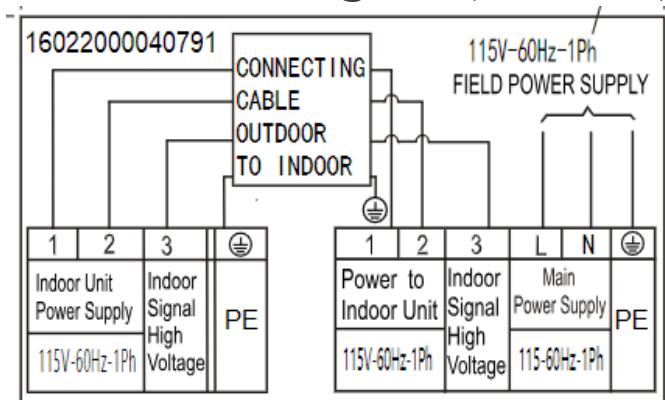 16022000040791
115V-60Hz-1Ph
FIELD POWER SUPPLY
CONNECTING
CABLE
OUTDOOR
TO INDOOR
1 2 3
Indoor Unit
Power Supply
115V-60Hz-1Ph
Indoor
Signal
High
Voltage
PE
1 2 3 L N
Power to
Indoor Unit
115V-60Hz-1Ph
Indoor
Signal
High
Voltage
Main
Power Supply
115-60Hz-1Ph
PE